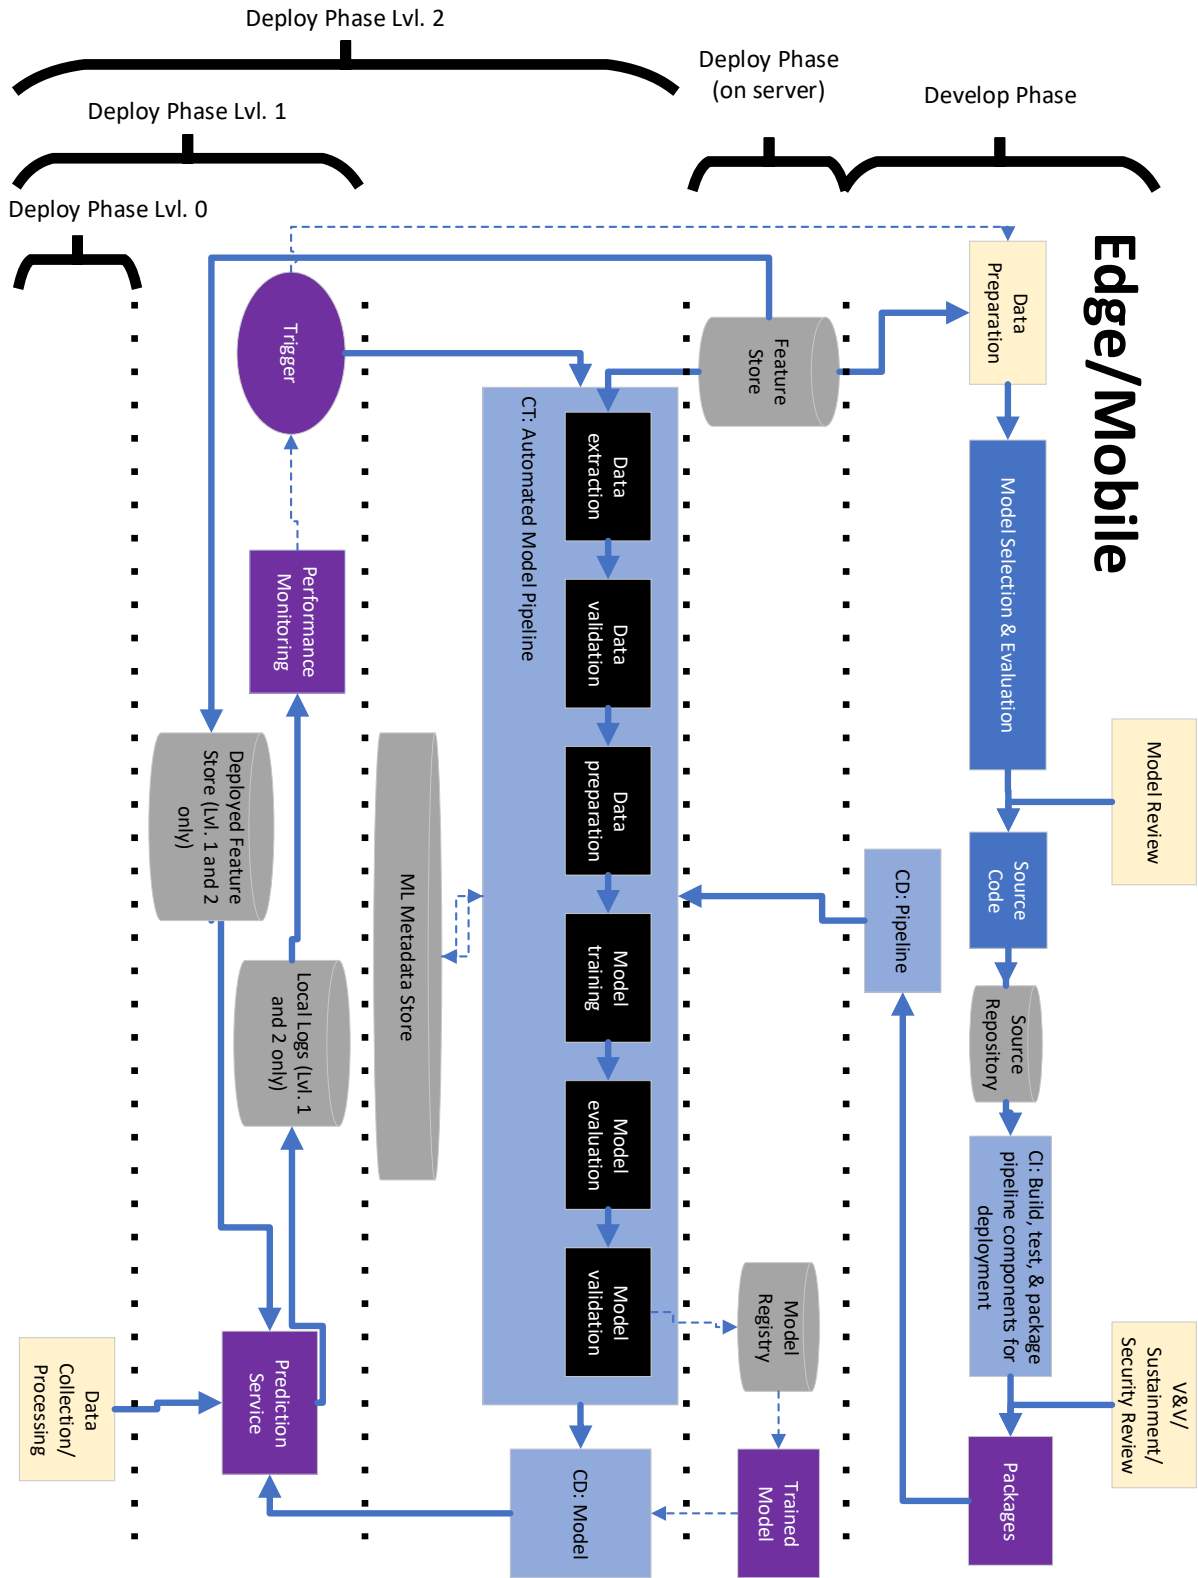 Deploy Phase Lvl. 2
Deploy Phase
(on server)
Develop Phase
Deploy Phase Lvl. 1
Deploy Phase Lvl. 0
Edge/Mobile
Data
Preparation
Model Selection & Evaluation
Model Review
Source
Code
Source
Repository
CI: Build, test, & package
pipeline components for
deployment
V&V/
Sustainment/
Security Review
Packages
CD: Pipeline
Feature
Store
Model
Registry
Trained
Model
CT: Automated Model Pipeline
Data
extraction
Data
validation
Data
preparation
Model
training
Model
evaluation
Model
validation
CD: Model
ML Metadata Store
Trigger
Performance
Monitoring
Local Logs (Lvl. 1
and 2 only)
Deployed Feature
Store (Lvl. 1 and 2
only)
Prediction
Service
Data
Collection/
Processing